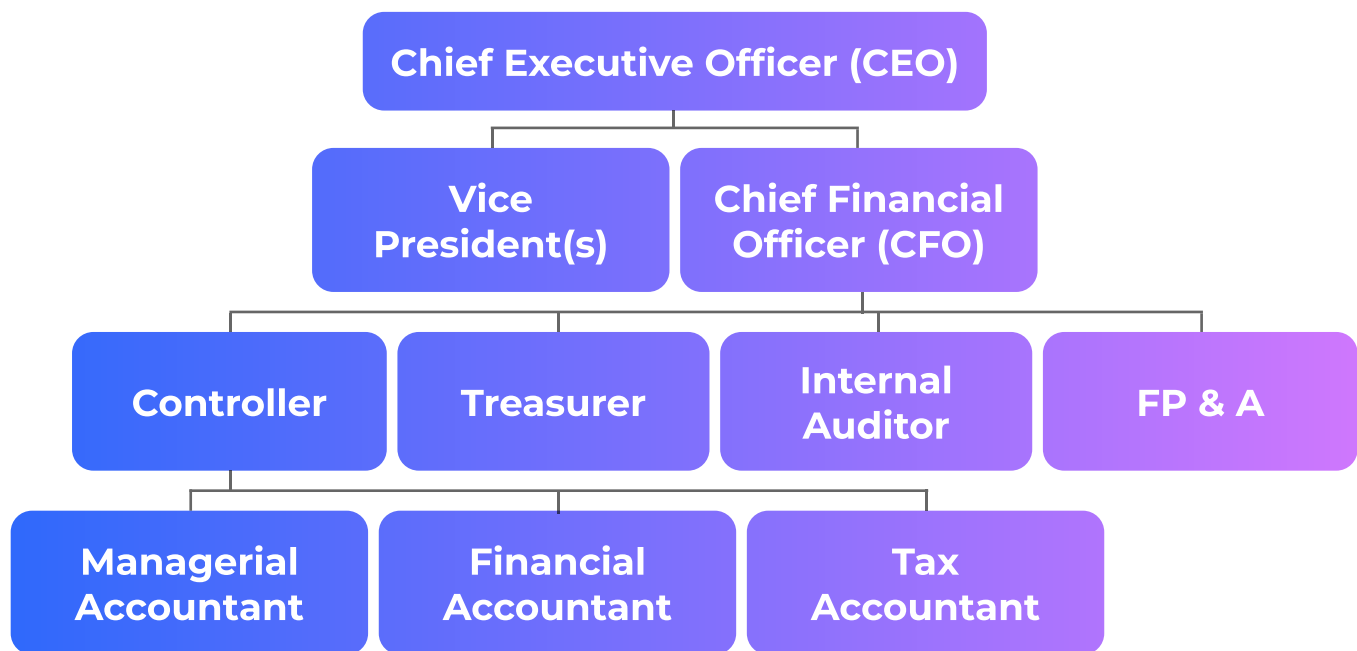 Chief Executive Officer (CEO)
Vice
President(s)
Chief Financial
Officer (CFO)
Controller
Treasurer
Internal
Auditor
FP & A
Managerial
Accountant
Financial
Accountant
Tax
Accountant